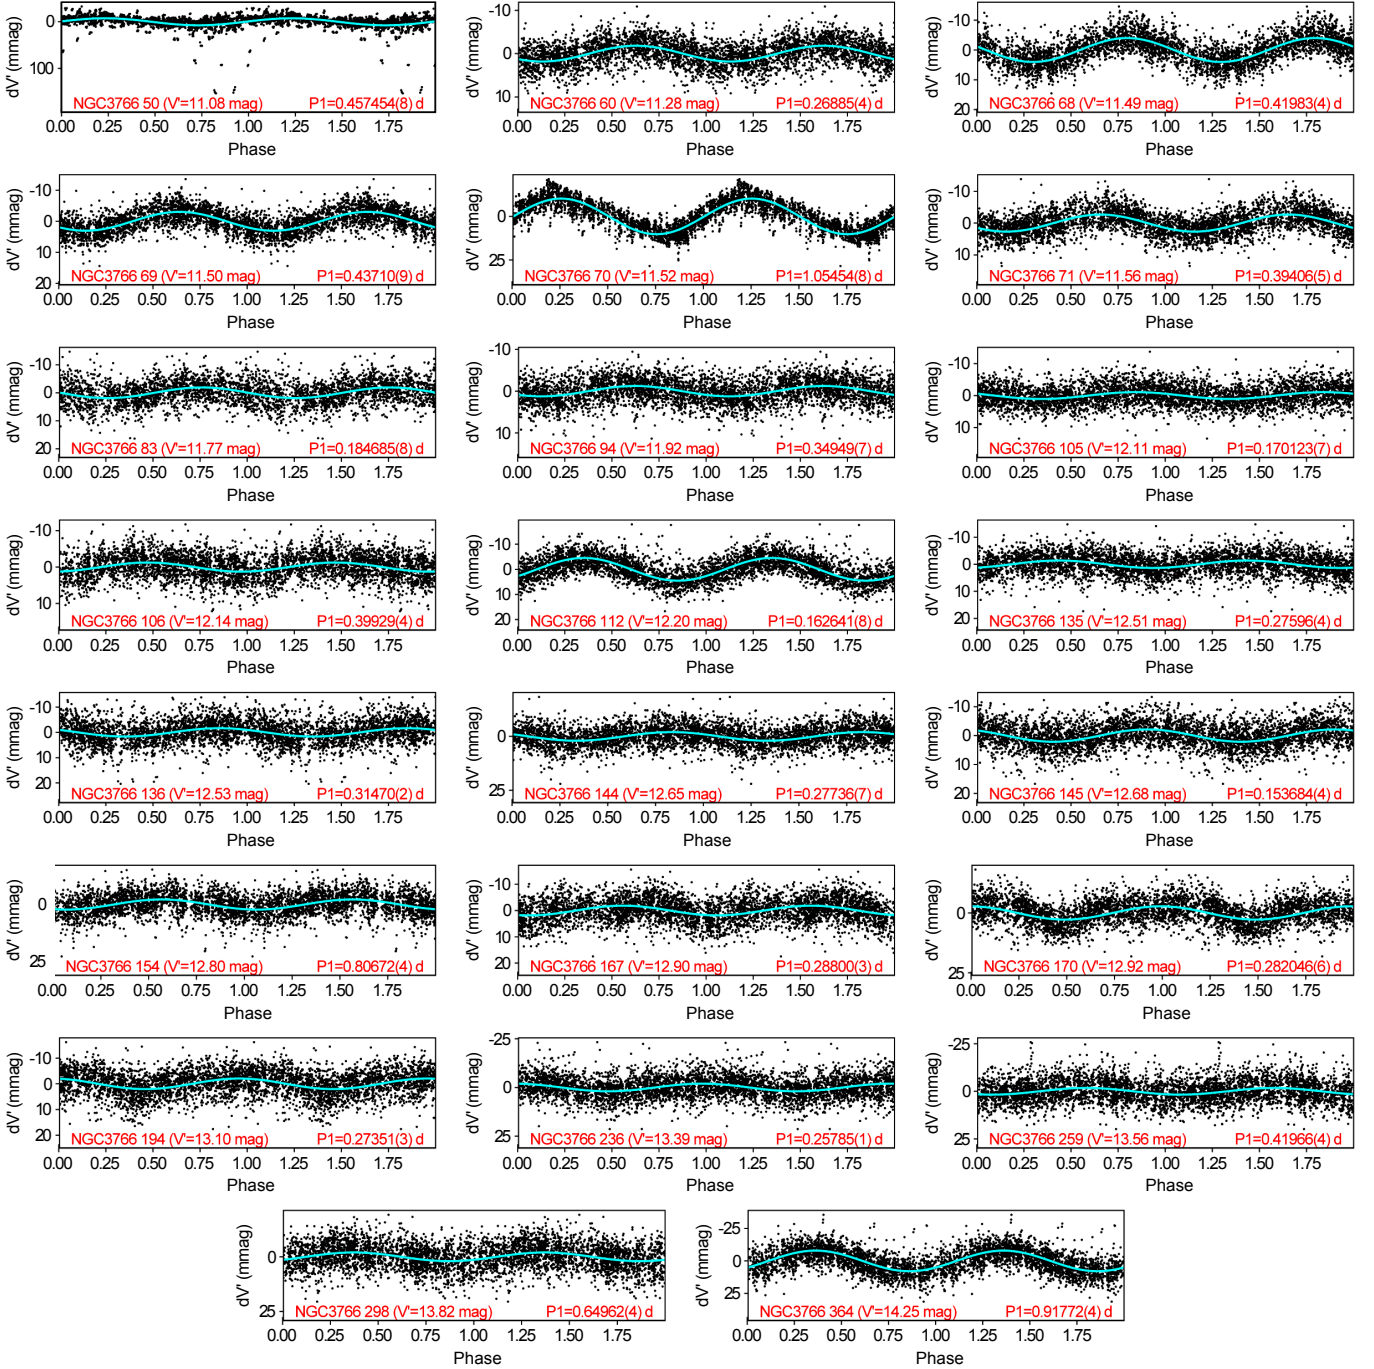 dV' (mmag)
0
100
NGC3766 50 (V'=11.08 mag) P1=0.457454(8) d
0.00 0.25 0.50 0.75 1.00 1.25 1.50 1.75
Phase
dV' (mmag)
-10
0
10
NGC3766 60 (V'=11.28 mag) P1=0.26885(4) d
0.00 0.25 0.50 0.75 1.00 1.25 1.50 1.75
Phase
dV' (mmag)
-10
0
10
20
NGC3766 68 (V'=11.49 mag) P1=0.41983(4) d
0.00 0.25 0.50 0.75 1.00 1.25 1.50 1.75
Phase
dV' (mmag)
-10
0
10
20
NGC3766 69 (V'=11.50 mag) P1=0.43710(9) d
0.00 0.25 0.50 0.75 1.00 1.25 1.50 1.75
Phase
dV' (mmag)
0
25
NGC3766 70 (V'=11.52 mag) P1=1.05454(8) d
0.00 0.25 0.50 0.75 1.00 1.25 1.50 1.75
Phase
dV' (mmag)
-10
0
10
NGC3766 71 (V'=11.56 mag) P1=0.39406(5) d
0.00 0.25 0.50 0.75 1.00 1.25 1.50 1.75
Phase
dV' (mmag)
-10
0
10
20
NGC3766 83 (V'=11.77 mag) P1=0.184685(8) d
0.00 0.25 0.50 0.75 1.00 1.25 1.50 1.75
Phase
dV' (mmag)
-10
0
10
NGC3766 94 (V'=11.92 mag) P1=0.34949(7) d
0.00 0.25 0.50 0.75 1.00 1.25 1.50 1.75
Phase
dV' (mmag)
-10
0
10
NGC3766 105 (V'=12.11 mag) P1=0.170123(7) d
0.00 0.25 0.50 0.75 1.00 1.25 1.50 1.75
Phase
dV' (mmag)
-10
0
10
NGC3766 106 (V'=12.14 mag) P1=0.39929(4) d
0.00 0.25 0.50 0.75 1.00 1.25 1.50 1.75
Phase
dV' (mmag)
-10
0
10
20
NGC3766 112 (V'=12.20 mag) P1=0.162641(8) d
0.00 0.25 0.50 0.75 1.00 1.25 1.50 1.75
Phase
dV' (mmag)
-10
0
10
20
NGC3766 135 (V'=12.51 mag) P1=0.27596(4) d
0.00 0.25 0.50 0.75 1.00 1.25 1.50 1.75
Phase
dV' (mmag)
-10
0
10
20
NGC3766 136 (V'=12.53 mag) P1=0.31470(2) d
0.00 0.25 0.50 0.75 1.00 1.25 1.50 1.75
Phase
dV' (mmag)
0
25
NGC3766 144 (V'=12.65 mag) P1=0.27736(7) d
0.00 0.25 0.50 0.75 1.00 1.25 1.50 1.75
Phase
dV' (mmag)
-10
0
10
20
NGC3766 145 (V'=12.68 mag) P1=0.153684(4) d
0.00 0.25 0.50 0.75 1.00 1.25 1.50 1.75
Phase
dV' (mmag)
0
25
NGC3766 154 (V'=12.80 mag) P1=0.80672(4) d
0.00 0.25 0.50 0.75 1.00 1.25 1.50 1.75
Phase
dV' (mmag)
-10
0
10
20
NGC3766 167 (V'=12.90 mag) P1=0.28800(3) d
0.00 0.25 0.50 0.75 1.00 1.25 1.50 1.75
Phase
dV' (mmag)
0
25
NGC3766 170 (V'=12.92 mag) P1=0.282046(6) d
0.00 0.25 0.50 0.75 1.00 1.25 1.50 1.75
Phase
dV' (mmag)
-10
0
10
20
NGC3766 194 (V'=13.10 mag) P1=0.27351(3) d
0.00 0.25 0.50 0.75 1.00 1.25 1.50 1.75
Phase
dV' (mmag)
-25
0
25
NGC3766 236 (V'=13.39 mag) P1=0.25785(1) d
0.00 0.25 0.50 0.75 1.00 1.25 1.50 1.75
Phase
dV' (mmag)
-25
0
25
NGC3766 259 (V'=13.56 mag) P1=0.41966(4) d
0.00 0.25 0.50 0.75 1.00 1.25 1.50 1.75
Phase
dV' (mmag)
0
25
NGC3766 298 (V'=13.82 mag) P1=0.64962(4) d
0.00 0.25 0.50 0.75 1.00 1.25 1.50 1.75
Phase
dV' (mmag)
-25
0
25
NGC3766 364 (V'=14.25 mag) P1=0.91772(4) d
0.00 0.25 0.50 0.75 1.00 1.25 1.50 1.75
Phase